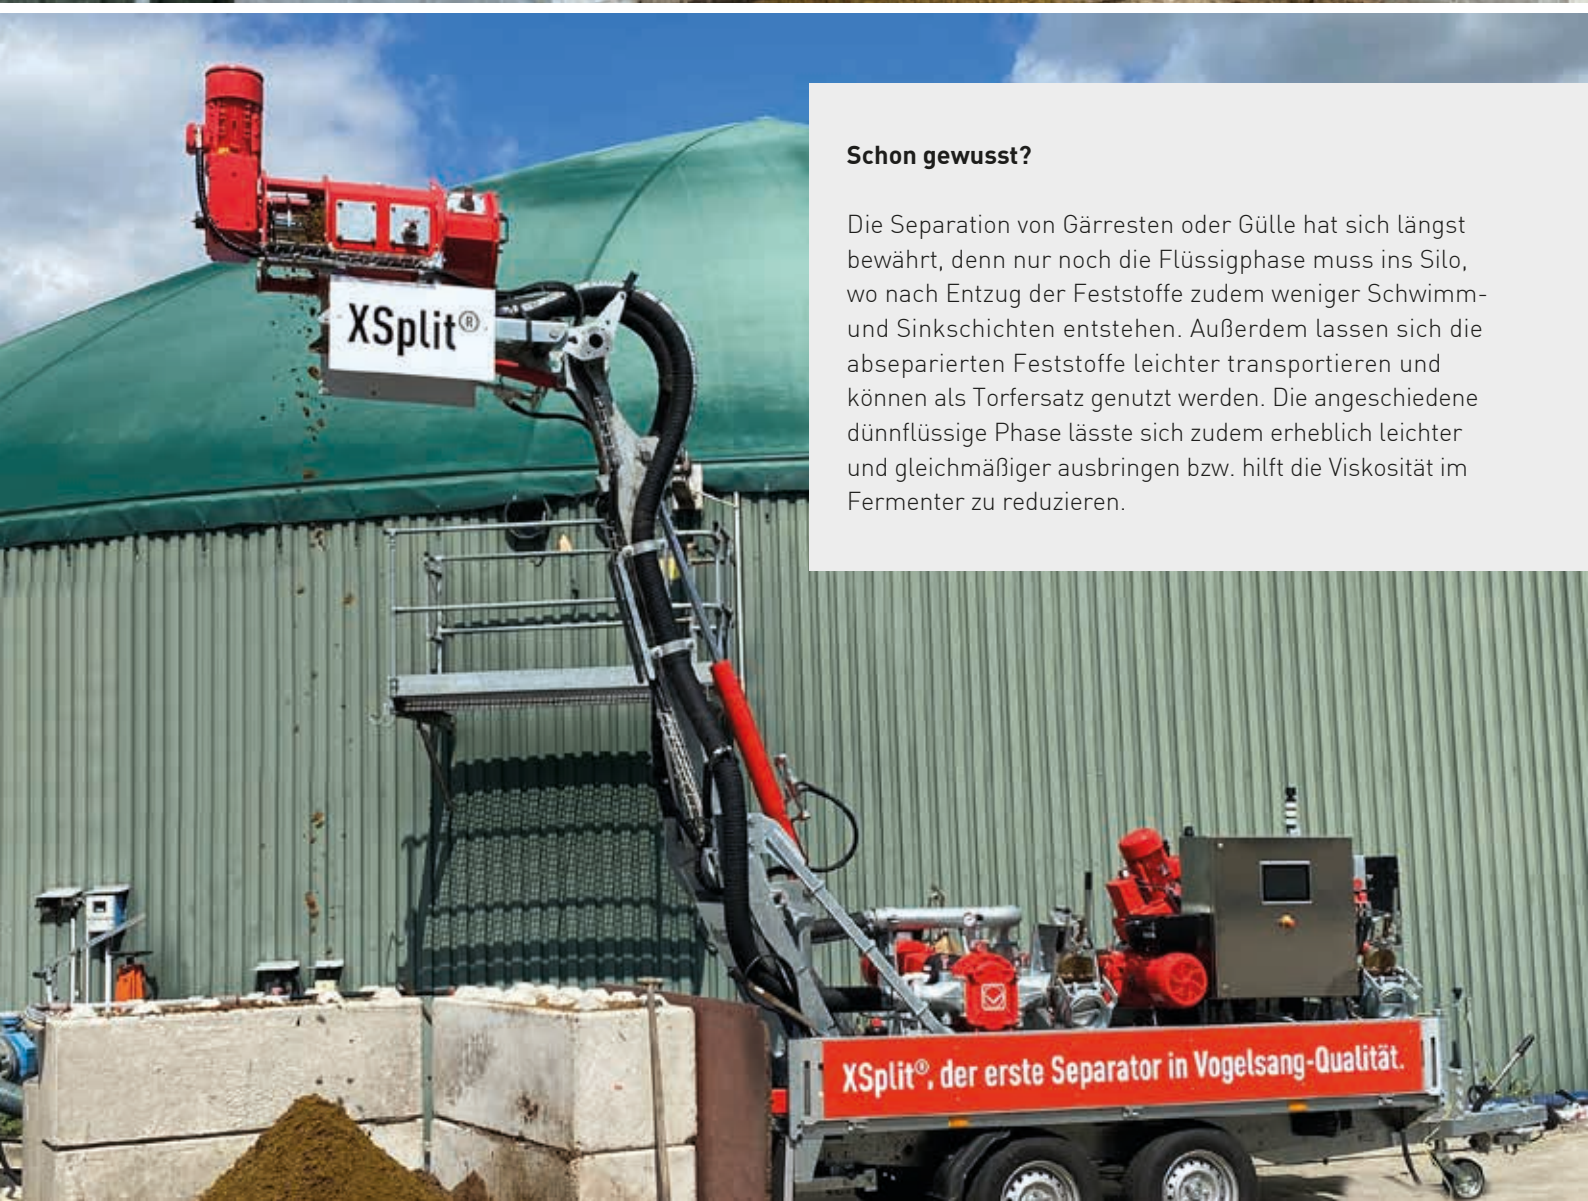 Schon gewusst?
Die Separation von Gärresten oder Gülle hat sich längst
bewährt, denn nur noch die Flüssigphase muss ins Silo,
wo nach Entzug der Feststoffe zudem weniger Schwimm-
und Sinkschichten entstehen. Außerdem lassen sich die
abseparierten Feststoffe leichter transportieren und
können als Torfersatz genutzt werden. Die angeschiedene
dünnflüssige Phase lässte sich zudem erheblich leichter
und gleichmäßiger ausbringen bzw. hilft die Viskosität im
Fermenter zu reduzieren.
XSplit®
XSplit®, der erste Separator in Vogelsang-Qualität.